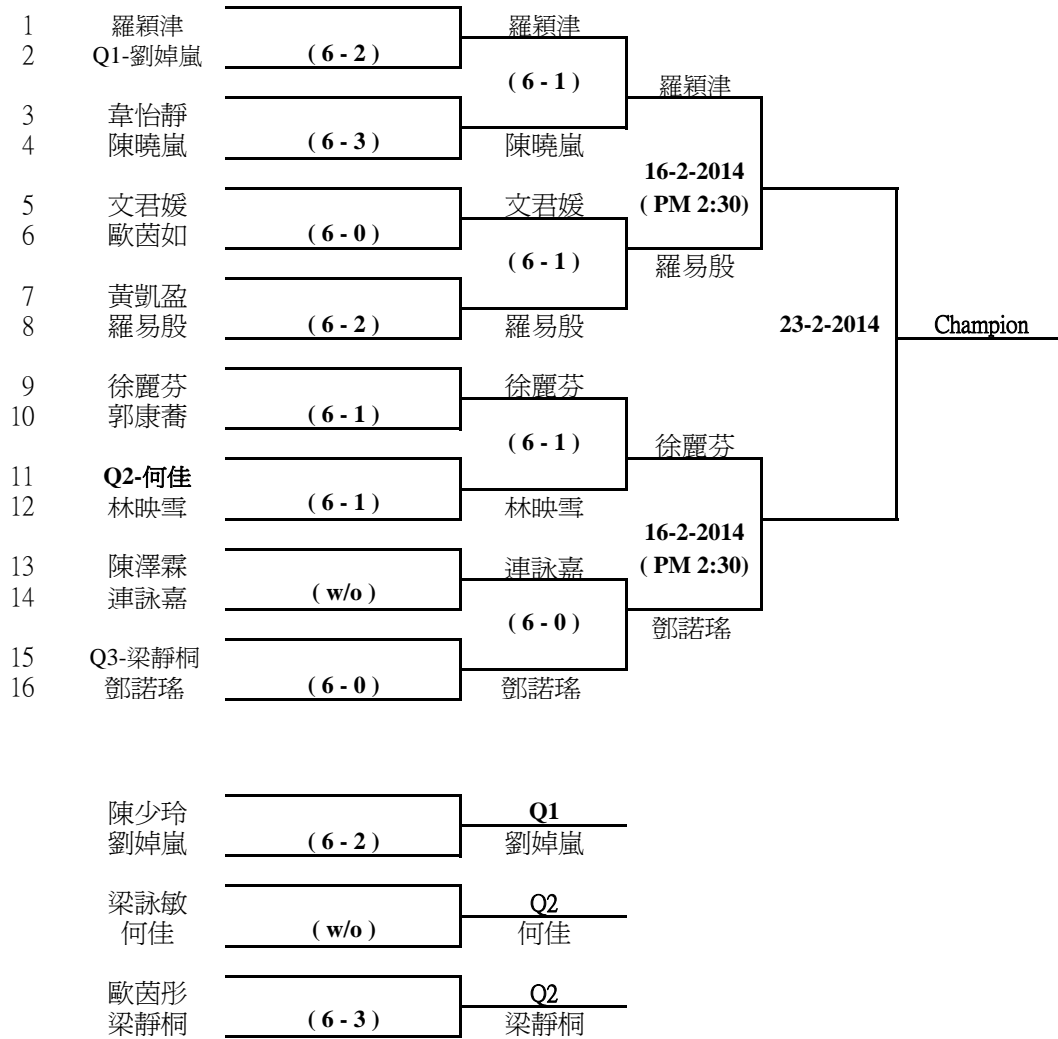 1 羅穎津 羅穎津
2 Q1-劉婥嵐 ( 6 - 2 )
( 6 - 1 ) 羅穎津
3 韋怡靜
4 陳曉嵐 ( 6 - 3 ) 陳曉嵐
16-2-2014
5 文君媛 文君媛 ( PM 2:30)
6 歐茵如 ( 6 - 0 )
( 6 - 1 ) 羅易殷
7 黃凱盈
8 羅易殷 ( 6 - 2 ) 羅易殷 23-2-2014 Champion
9 徐麗芬 徐麗芬
10 郭康蕎 ( 6 - 1 )
( 6 - 1 ) 徐麗芬
11 Q2-何佳
12 林映雪 ( 6 - 1 ) 林映雪
16-2-2014
13 陳澤霖 連詠嘉 ( PM 2:30)
14 連詠嘉 ( w/o )
( 6 - 0 ) 鄧諾瑤
15 Q3-梁靜桐
16 鄧諾瑤 ( 6 - 0 ) 鄧諾瑤
陳少玲 Q1
劉婥嵐 ( 6 - 2 ) 劉婥嵐
梁詠敏 Q2
何佳 ( w/o ) 何佳
歐茵彤 Q2
梁靜桐 ( 6 - 3 ) 梁靜桐